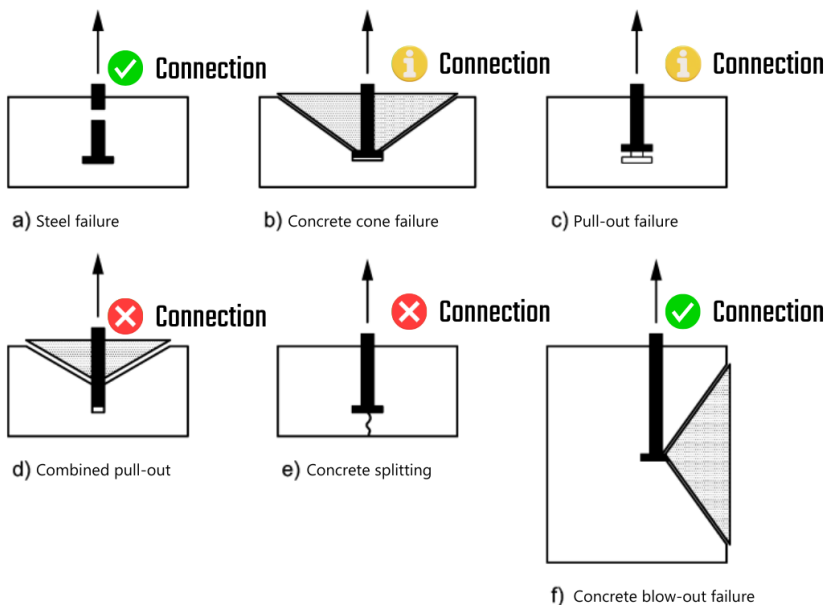 Connection
Connection
Connection
a) Steel failure
b) Concrete cone failure
c) Pull-out failure
Connection
Connection
Connection
d) Combined pull-out
e) Concrete splitting
f) Concrete blow-out failure